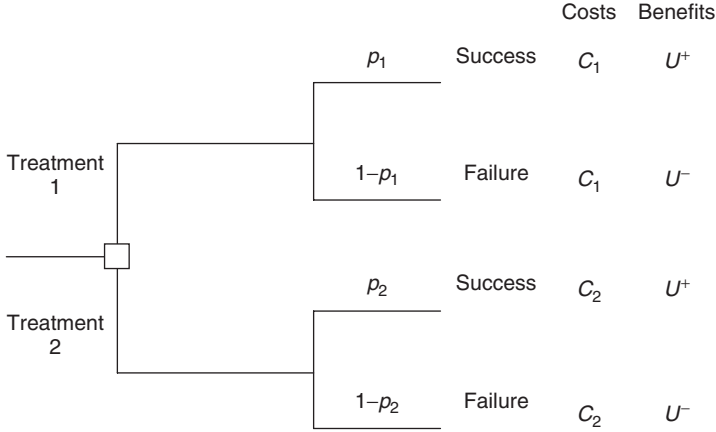 Costs Benefits
p₁ Success C₁ U⁺
Treatment
1
1–p₁ Failure C₁ U⁻
p₂ Success C₂ U⁺
Treatment
2
1–p₂ Failure C₂ U⁻